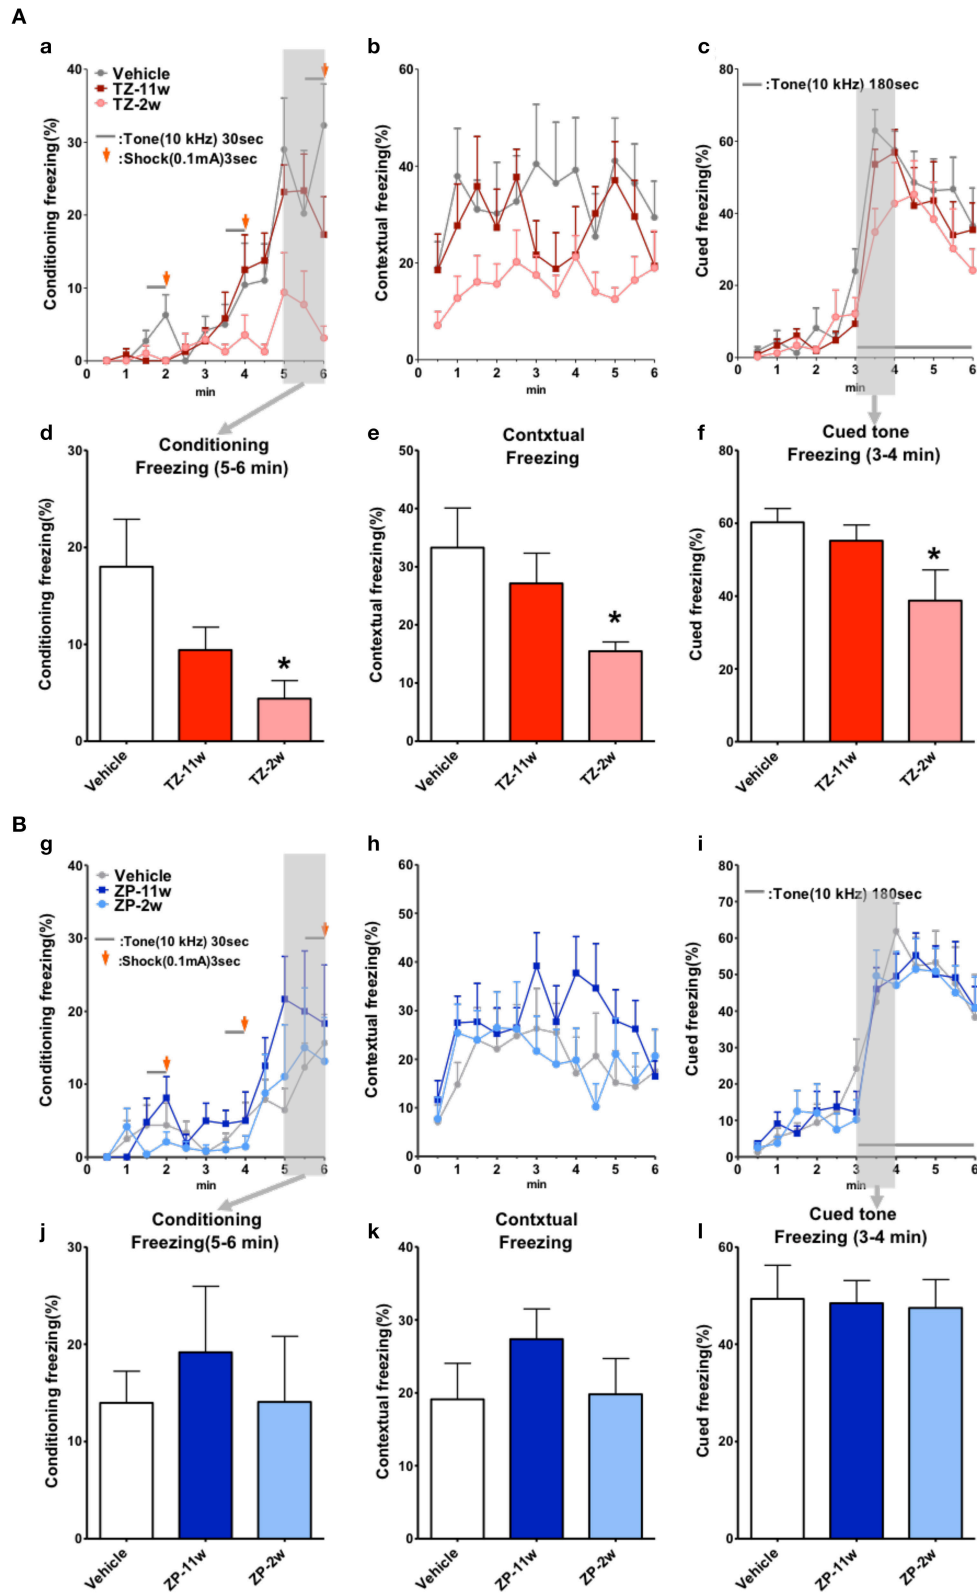 A
a
b
c
40
30
20
10
0
Conditioning freezing(%)
Vehicle
TZ-11w
TZ-2w
:Tone(10 kHz) 30sec
:Shock(0.1mA)3sec
0 1 2 3 4 5 6
min
60
40
20
0
Contextual freezing(%)
0 1 2 3 4 5 6
min
80
60
40
20
0
Cued freezing(%)
:Tone(10 kHz) 180sec
0 1 2 3 4 5 6
min
d
Conditioning
Freezing (5-6 min)
30
20
10
0
Conditioning freezing(%)
*
Vehicle
TZ-11w
TZ-2w
e
Contxtual
Freezing
50
40
30
20
10
0
Contextual freezing(%)
*
Vehicle
TZ-11w
TZ-2w
f
Cued tone
Freezing (3-4 min)
80
60
40
20
0
Cued freezing(%)
*
Vehicle
TZ-11w
TZ-2w
B
g
h
i
40
30
20
10
0
Conditioning freezing(%)
Vehicle
ZP-11w
ZP-2w
:Tone(10 kHz) 30sec
:Shock(0.1mA)3sec
0 1 2 3 4 5 6
min
60
50
40
30
20
10
0
Contextual freezing(%)
0 1 2 3 4 5 6
min
80
70
60
50
40
30
20
10
0
Cued freezing(%)
:Tone(10 kHz) 180sec
0 1 2 3 4 5 6
min
j
Conditioning
Freezing(5-6 min)
30
20
10
0
Conditioning freezing(%)
Vehicle
ZP-11w
ZP-2w
k
Contxtual
Freezing
40
30
20
10
0
Contextual freezing(%)
Vehicle
ZP-11w
ZP-2w
l
Cued tone
Freezing (3-4 min)
60
40
20
0
Cued freezing(%)
Vehicle
ZP-11w
ZP-2w